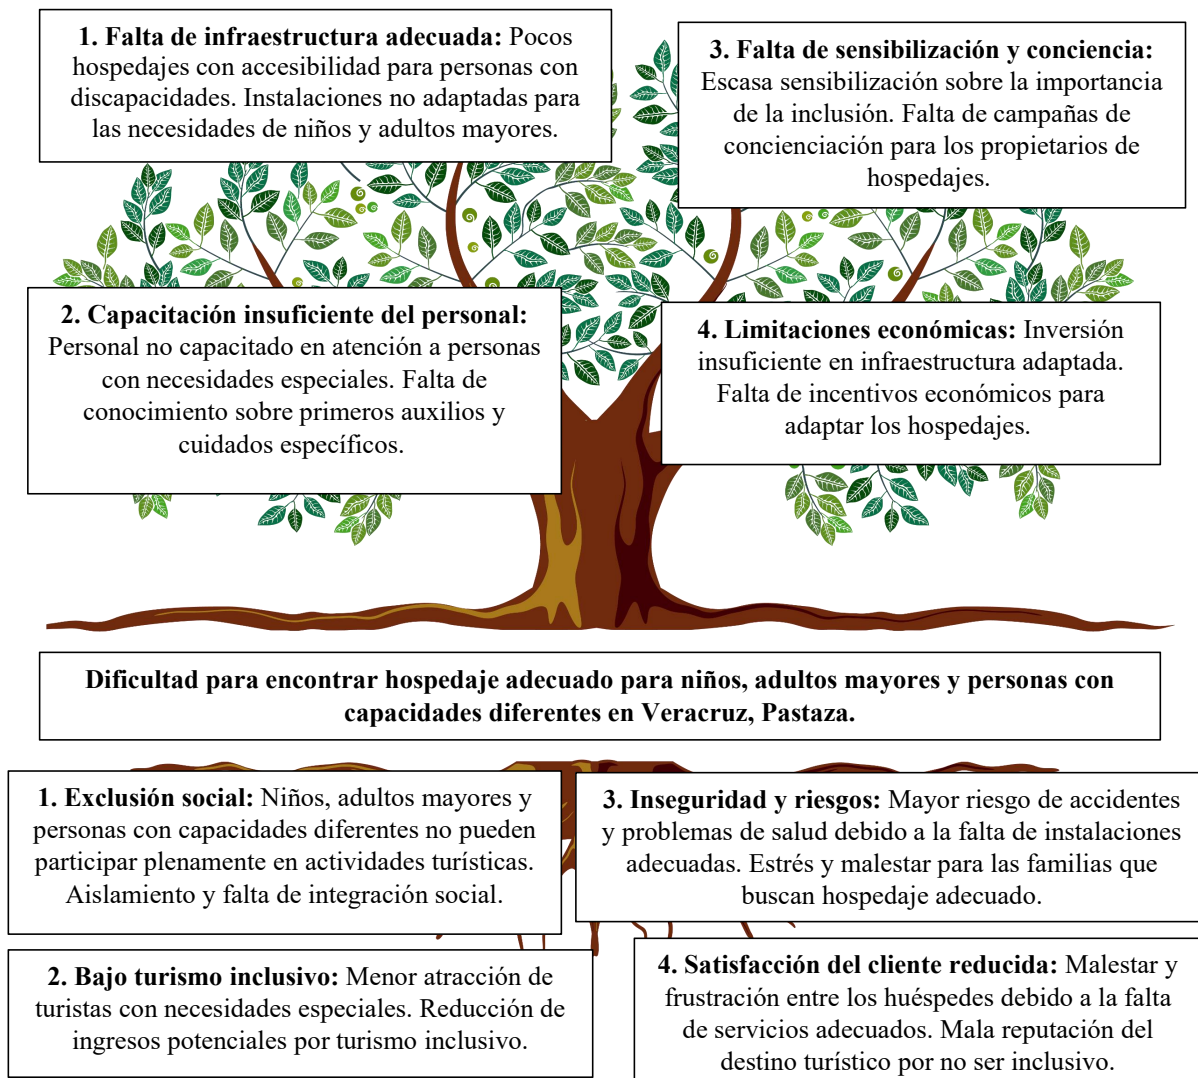 1. Falta de infraestructura adecuada: Pocos
hospedajes con accesibilidad para personas con
discapacidades. Instalaciones no adaptadas para
las necesidades de niños y adultos mayores.
2. Capacitación insuficiente del personal:
Personal no capacitado en atención a personas
con necesidades especiales. Falta de
conocimiento sobre primeros auxilios y
cuidados específicos.
3. Falta de sensibilización y conciencia:
Escasa sensibilización sobre la importancia
de la inclusión. Falta de campañas de
concienciación para los propietarios de
hospedajes.
4. Limitaciones económicas: Inversión
insuficiente en infraestructura adaptada.
Falta de incentivos económicos para
adaptar los hospedajes.
Dificultad para encontrar hospedaje adecuado para niños, adultos mayores y personas con
capacidades diferentes en Veracruz, Pastaza.
1. Exclusión social: Niños, adultos mayores y
personas con capacidades diferentes no pueden
participar plenamente en actividades turísticas.
Aislamiento y falta de integración social.
2. Bajo turismo inclusivo: Menor atracción de
turistas con necesidades especiales. Reducción de
ingresos potenciales por turismo inclusivo.
3. Inseguridad y riesgos: Mayor riesgo de accidentes
y problemas de salud debido a la falta de instalaciones
adecuadas. Estrés y malestar para las familias que
buscan hospedaje adecuado.
4. Satisfacción del cliente reducida: Malestar y
frustración entre los huéspedes debido a la falta
de servicios adecuados. Mala reputación del
destino turístico por no ser inclusivo.